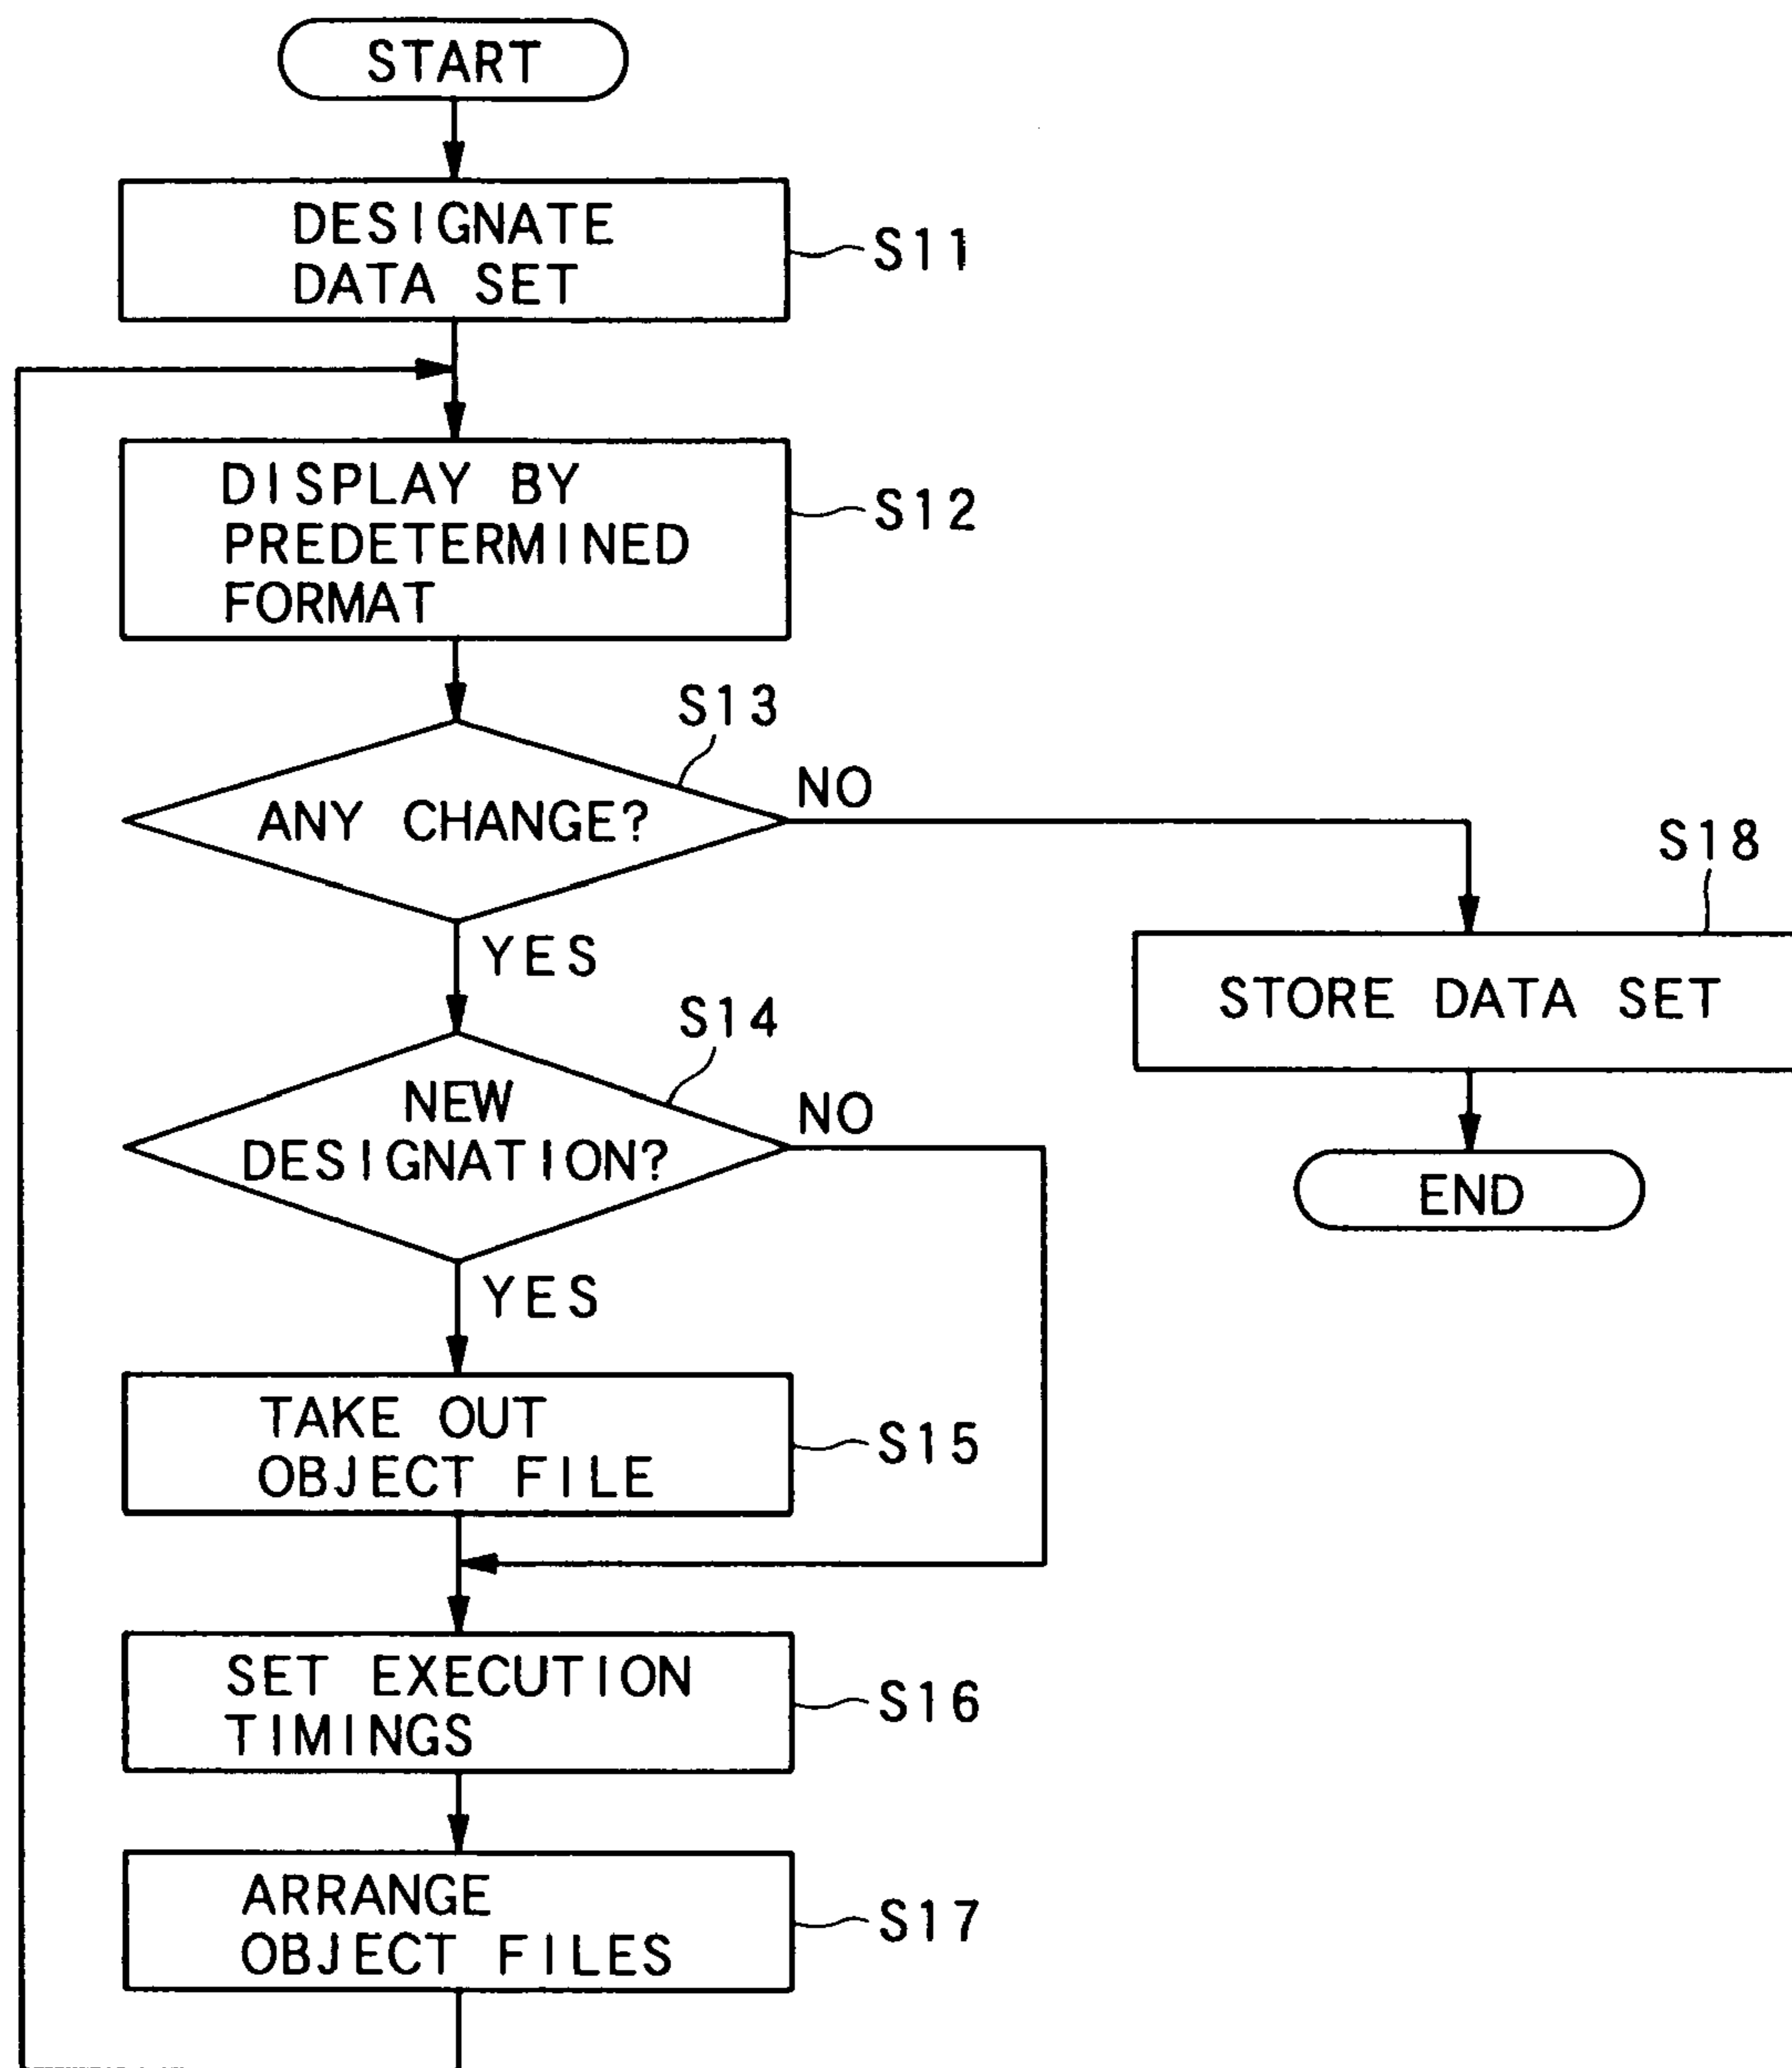 START
DESIGNATE
DATA SET
S11
DISPLAY BY
PREDETERMINED
FORMAT
S12
S13
ANY CHANGE?
NO
YES
S18
STORE DATA SET
END
S14
NEW
DESIGNATION?
NO
YES
TAKE OUT
OBJECT FILE
S15
SET EXECUTION
TIMINGS
S16
ARRANGE
OBJECT FILES
S17